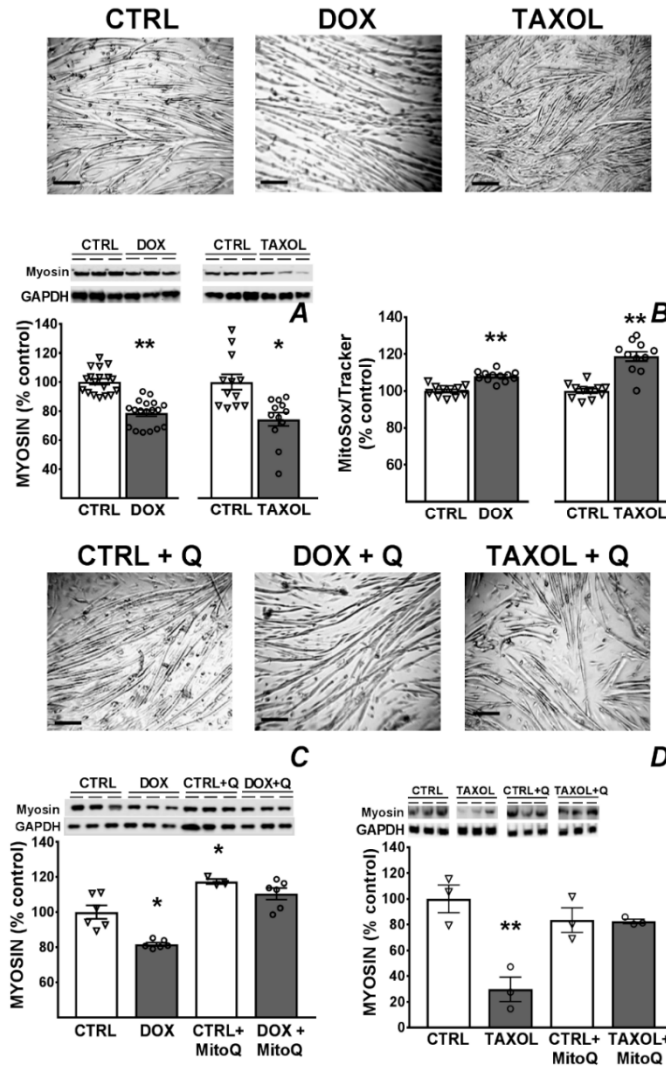 CTRL DOX TAXOL
CTRL DOX CTRL TAXOL
Myosin
GAPDH
A
B
**
*
**
**
MYOSIN (% control)
120
100
80
60
40
CTRL DOX CTRL TAXOL
MitoSox/Tracker
(% control)
140
120
100
80
60
40
CTRL DOX CTRL TAXOL
CTRL + Q DOX + Q TAXOL + Q
C
CTRL DOX CTRL+Q DOX+Q
Myosin
GAPDH
*
*
MYOSIN (% control)
140
120
100
80
60
CTRL DOX CTRL+ DOX +
MitoQ MitoQ
D
CTRL TAXOL CTRL+Q TAXOL+Q
Myosin
GAPDH
**
MYOSIN (% control)
120
100
80
60
40
20
0
CTRL TAXOL CTRL+ TAXOL+
MitoQ MitoQ